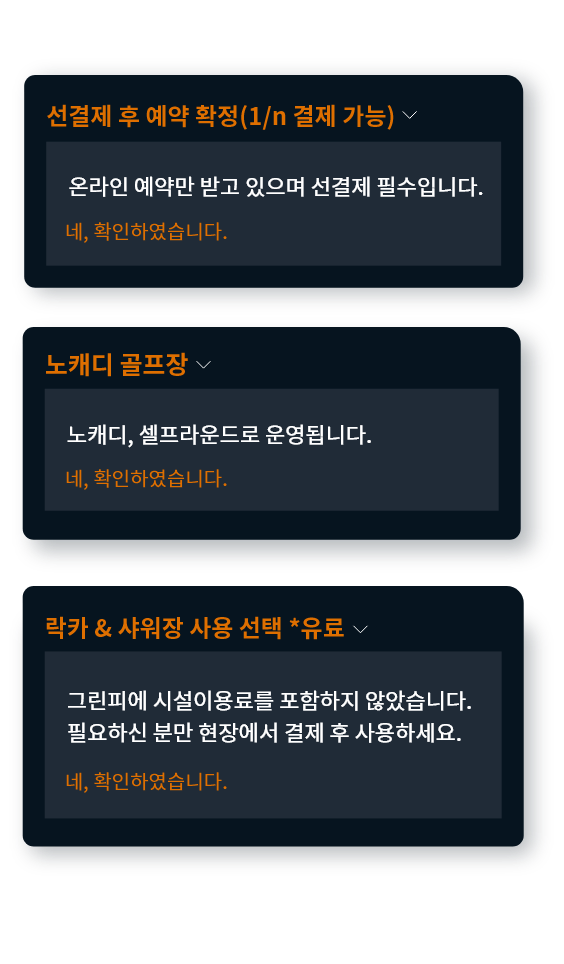 선결제 후 예약 확정(1/n 결제 가능)
온라인 예약만 받고 있으며 선결제 필수입니다.
네, 확인하였습니다.
노캐디 골프장
노캐디, 셀프라운드로 운영됩니다.
네, 확인하였습니다.
락카 & 샤워장 사용 선택 *유료
그린피에 시설이용료를 포함하지 않았습니다.
필요하신 분만 현장에서 결제 후 사용하세요.
네, 확인하였습니다.